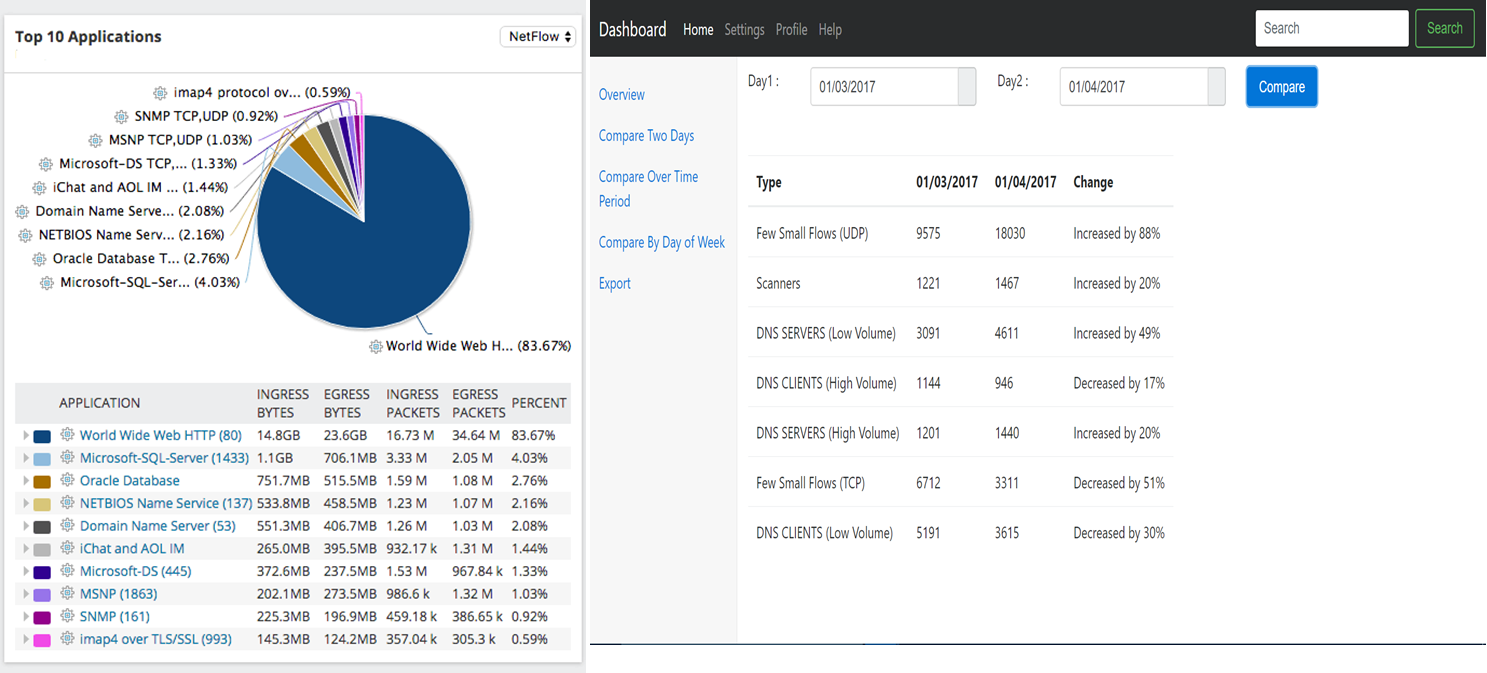 Top 10 Applications
NetFlow
imap4 protocol ov... (0.59%)
SNMP TCP,UDP (0.92%)
MSNP TCP,UDP (1.03%)
Microsoft-DS TCP,... (1.33%)
iChat and AOL IM ... (1.44%)
Domain Name Serve... (2.08%)
NETBIOS Name Serv... (2.16%)
Oracle Database T... (2.76%)
Microsoft-SQL-Ser... (4.03%)
World Wide Web H... (83.67%)
APPLICATION INGRESS BYTES EGRESS BYTES INGRESS PACKETS EGRESS PACKETS PERCENT
World Wide Web HTTP (80) 14.8GB 23.6GB 16.73 M 34.64 M 83.67%
Microsoft-SQL-Server (1433) 1.1GB 706.1MB 3.33 M 2.05 M 4.03%
Oracle Database 751.7MB 515.5MB 1.59 M 1.08 M 2.76%
NETBIOS Name Service (137) 533.8MB 458.5MB 1.23 M 1.07 M 2.16%
Domain Name Server (53) 551.3MB 406.7MB 1.26 M 1.03 M 2.08%
iChat and AOL IM 265.0MB 395.5MB 932.17 k 1.31 M 1.44%
Microsoft-DS (445) 372.6MB 237.5MB 1.53 M 967.84 k 1.33%
MSNP (1863) 202.1MB 273.5MB 986.6 k 1.32 M 1.03%
SNMP (161) 225.3MB 196.9MB 459.18 k 386.65 k 0.92%
imap4 over TLS/SSL (993) 145.3MB 124.2MB 357.04 k 305.3 k 0.59%
Dashboard Home Settings Profile Help Search Search
Overview
Compare Two Days
Compare Over Time
Period
Compare By Day of Week
Export
Day1 : 01/03/2017 Day2 : 01/04/2017 Compare
Type 01/03/2017 01/04/2017 Change
Few Small Flows (UDP) 9575 18030 Increased by 88%
Scanners 1221 1467 Increased by 20%
DNS SERVERS (Low Volume) 3091 4611 Increased by 49%
DNS CLIENTS (High Volume) 1144 946 Decreased by 17%
DNS SERVERS (High Volume) 1201 1440 Increased by 20%
Few Small Flows (TCP) 6712 3311 Decreased by 51%
DNS CLIENTS (Low Volume) 5191 3615 Decreased by 30%